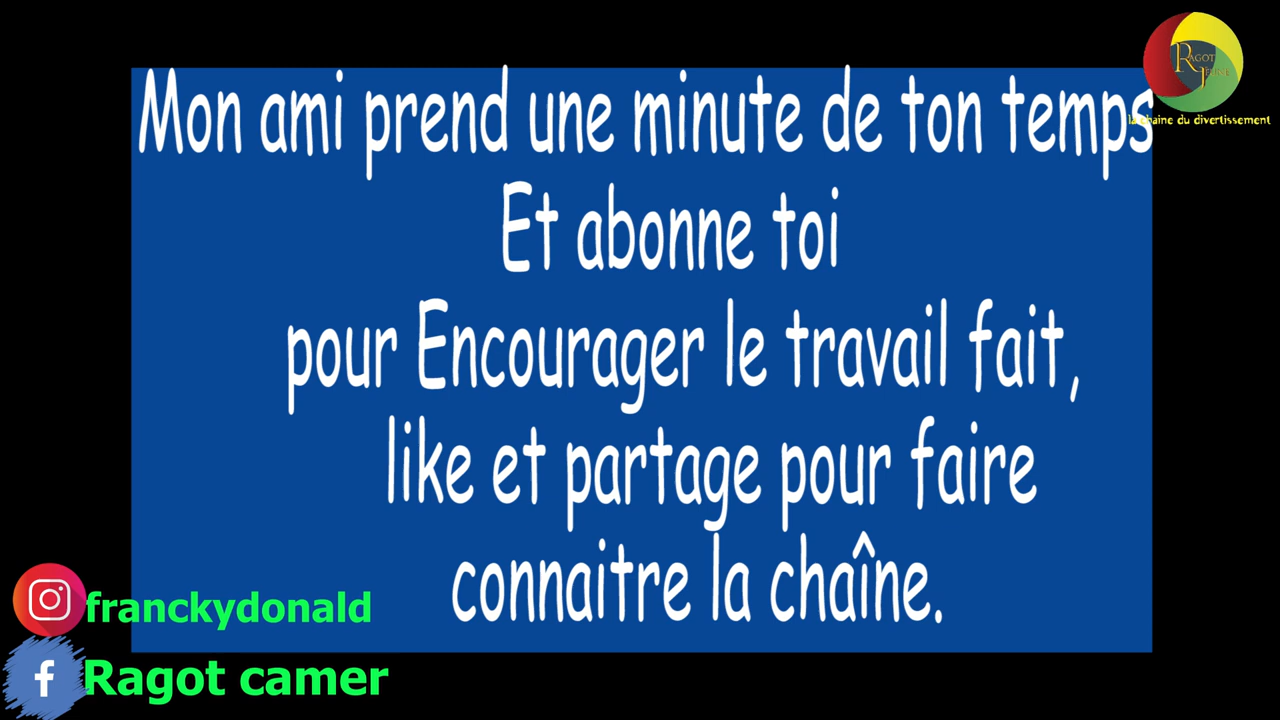 Mon ami prend une minute de ton temps
Et abonne toi
pour Encourager le travail fait,
like et partage pour faire
connaitre la chaîne.
RAGOT
la chaine du divertissement
franckydonald
Ragot camer